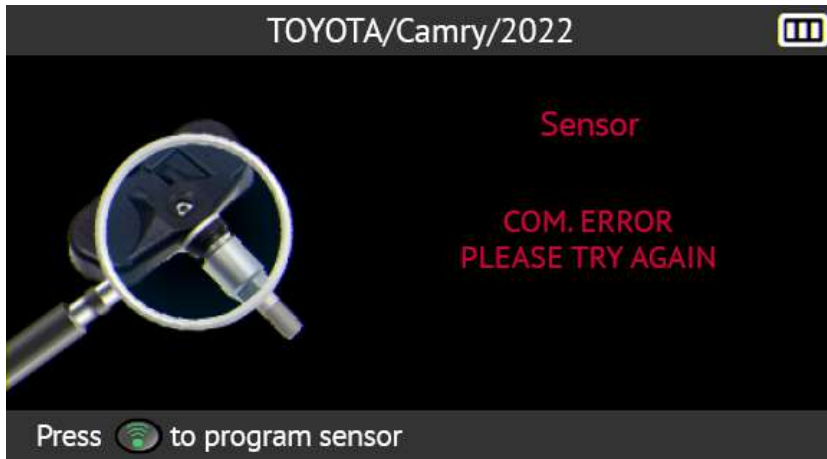 TOYOTA/Camry/2022
Sensor
COM. ERROR
PLEASE TRY AGAIN
Press to program sensor